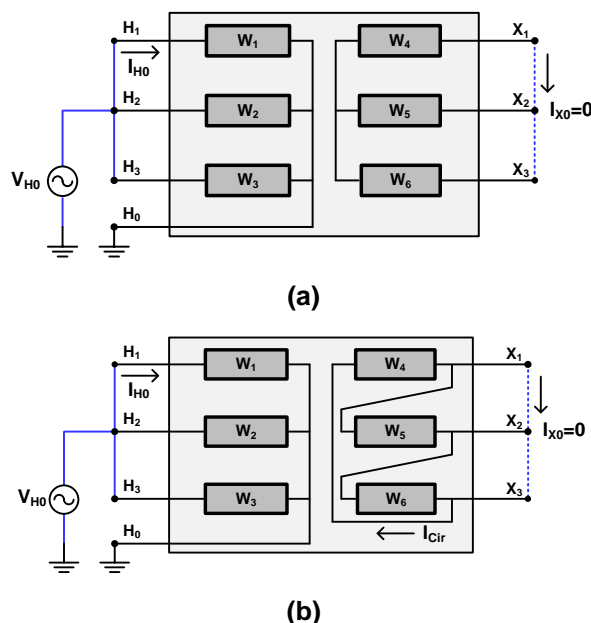 H1 W1 W4 X1
IH0
H2 W2 W5 X2 IX0=0
H3 W3 W6 X3
VH0
H0
(a)
H1 W1 W4 X1
IH0
H2 W2 W5 X2 IX0=0
H3 W3 W6 X3
VH0
H0 ICir
(b)